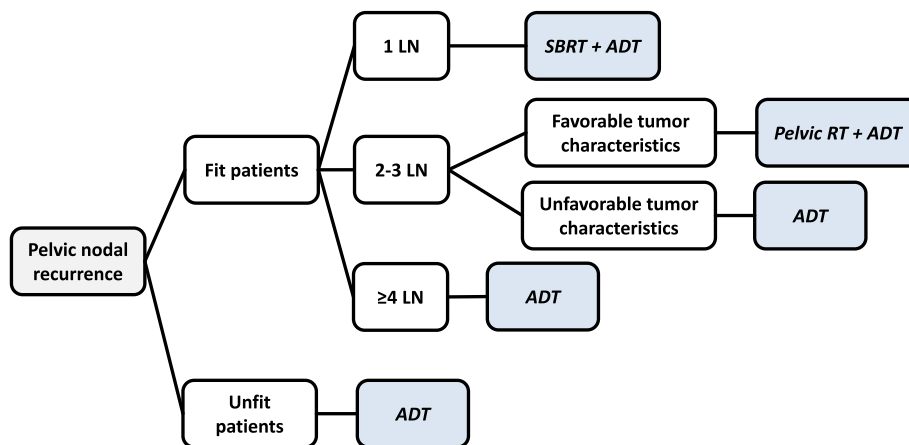 1 LN
SBRT + ADT
Favorable tumor
characteristics
Pelvic RT + ADT
Fit patients
2-3 LN
Unfavorable tumor
characteristics
ADT
Pelvic nodal
recurrence
≥4 LN
ADT
Unfit
patients
ADT